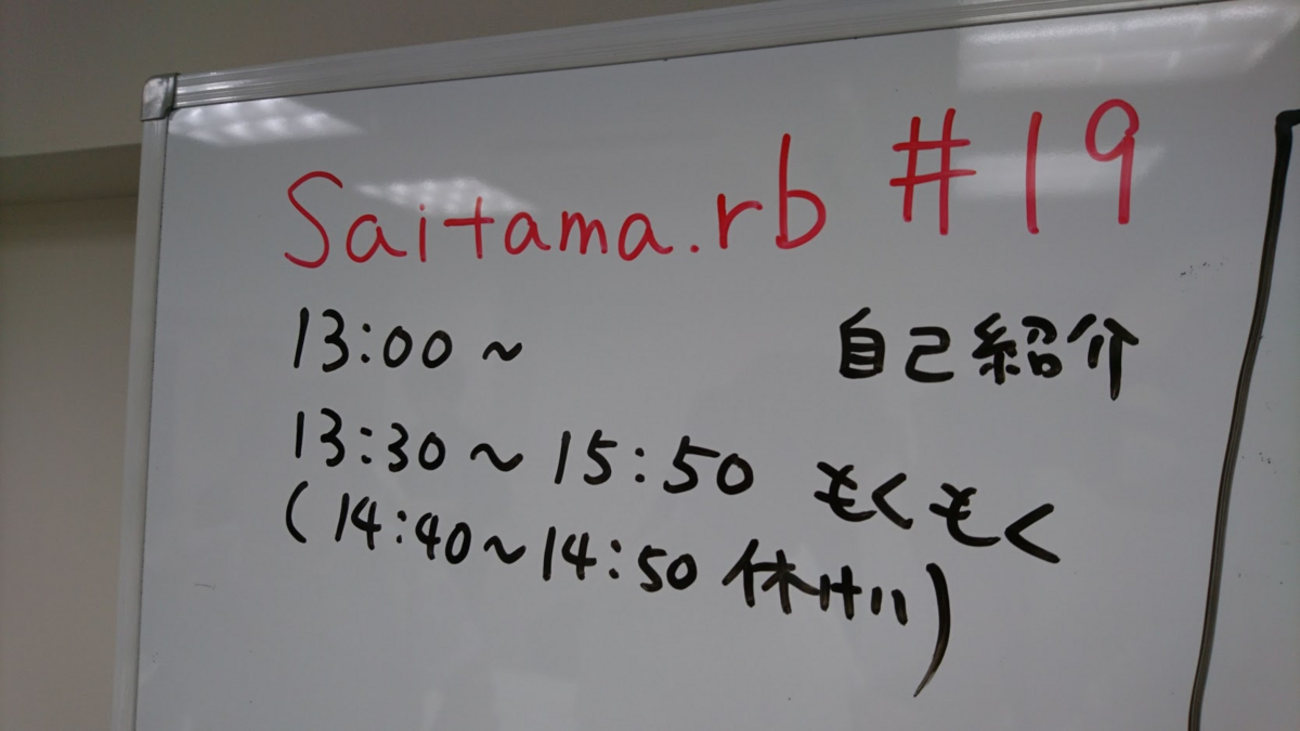 Saitama.rb #19
13:00 ~ 自己紹介
13:30 ~ 15:50 もくもく
(14:40~14:50 休けい)